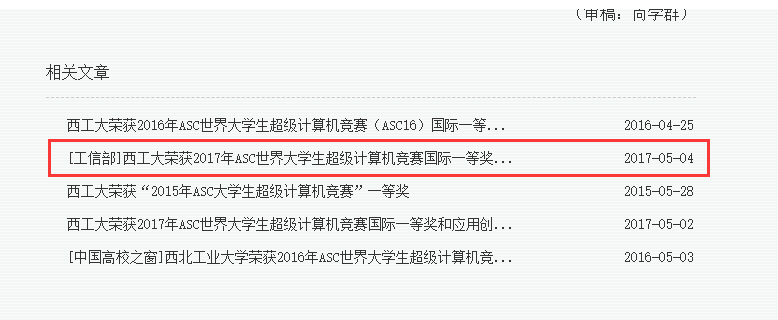 （审稿：向学群）
相关文章
西工大荣获2016年ASC世界大学生超级计算机竞赛（ASC16）国际一等... 2016-04-25
[工信部]西工大荣获2017年ASC世界大学生超级计算机竞赛国际一等奖... 2017-05-04
西工大荣获“2015年ASC大学生超级计算机竞赛”一等奖 2015-05-28
西工大荣获2017年ASC世界大学生超级计算机竞赛国际一等奖和应用创... 2017-05-02
[中国高校之窗]西北工业大学荣获2016年ASC世界大学生超级计算机竞... 2016-05-03